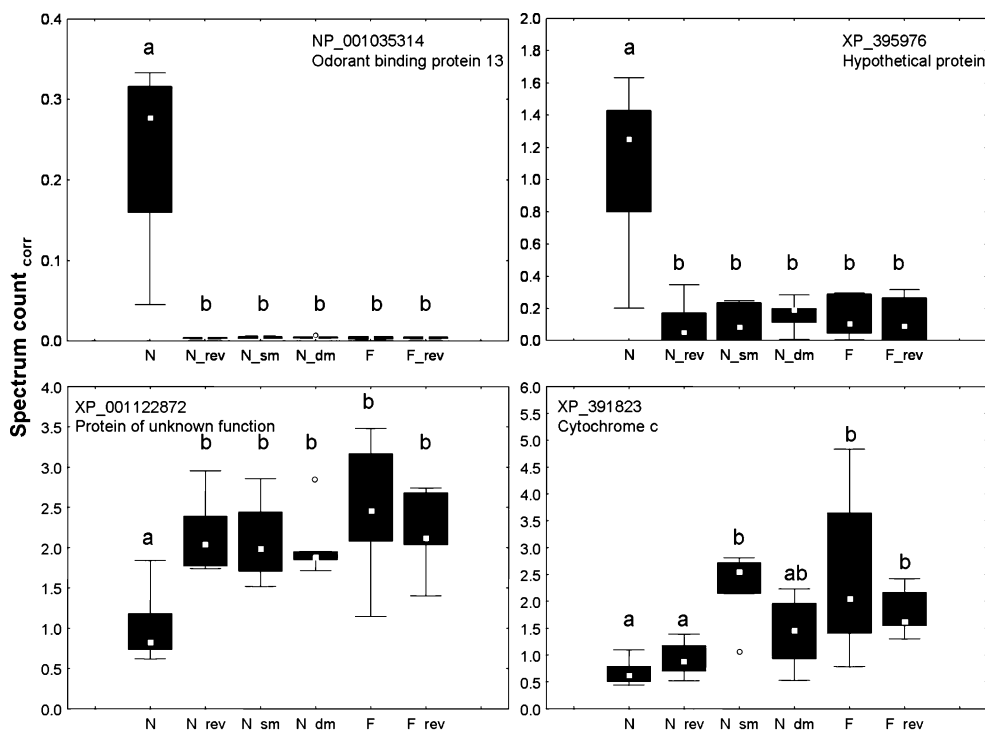 Spectrum count corr
0.4
0.3
0.2
0.1
0.0
NP_001035314
Odorant binding protein 13
a
b b b b b
N N_rev N_sm N_dm F F_rev
2.0
1.8
1.6
1.4
1.2
1.0
0.8
0.6
0.4
0.2
0.0
XP_395976
Hypothetical protein
a
b b b b b
N N_rev N_sm N_dm F F_rev
4.0
3.5
3.0
2.5
2.0
1.5
1.0
0.5
0.0
XP_001122872
Protein of unknown function
a b b b b b
N N_rev N_sm N_dm F F_rev
6.0
5.5
5.0
4.5
4.0
3.5
3.0
2.5
2.0
1.5
1.0
0.5
0.0
XP_391823
Cytochrome c
a a b ab b b
N N_rev N_sm N_dm F F_rev